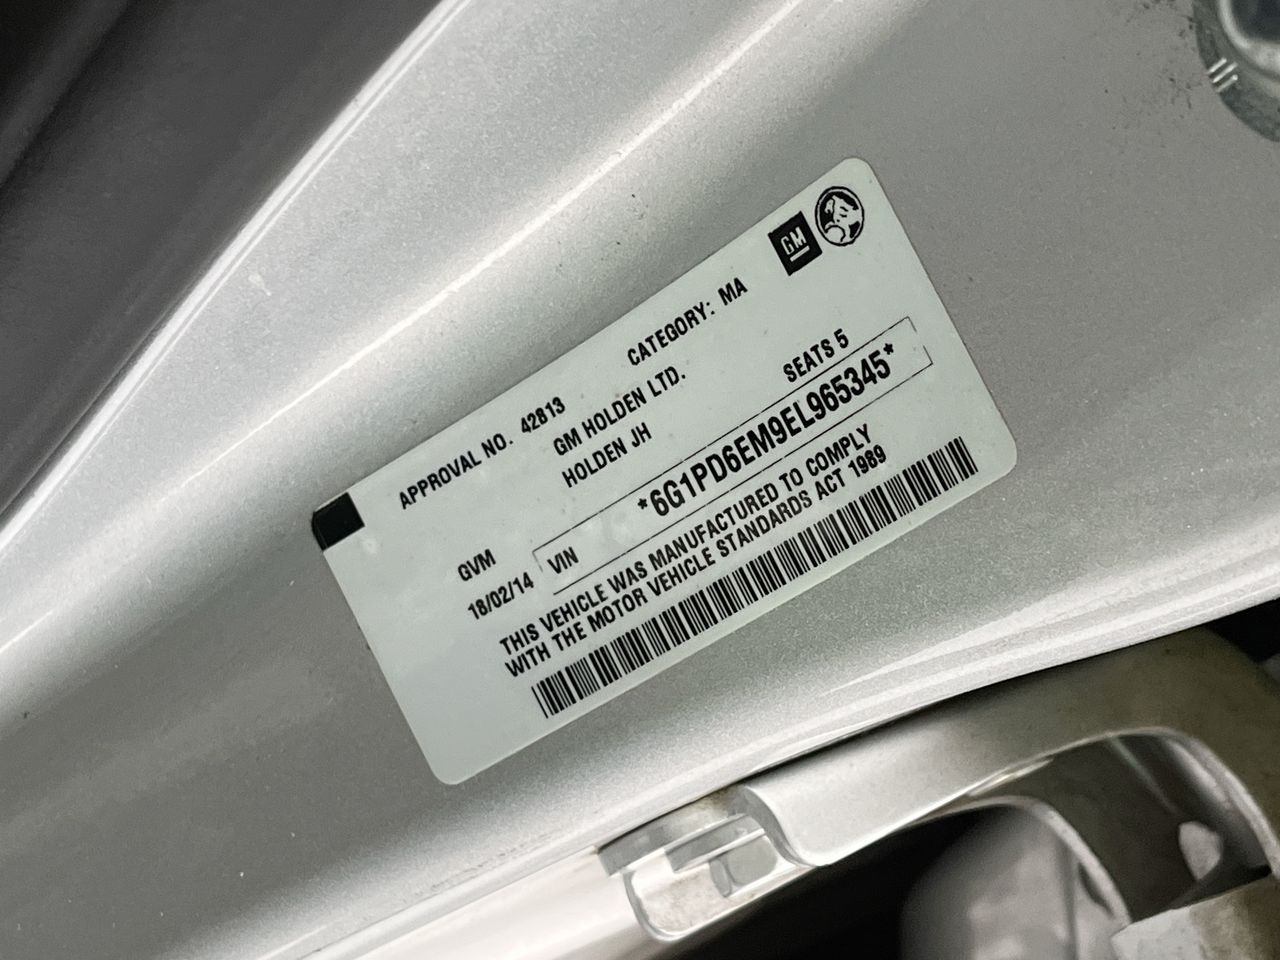 GM
APPROVAL NO. 42813 CATEGORY: MA
GM HOLDEN LTD.
HOLDEN JH SEATS 5
GVM
18/02/14 VIN *6G1PD6EM9EL965345*
THIS VEHICLE WAS MANUFACTURED TO COMPLY
WITH THE MOTOR VEHICLE STANDARDS ACT 1989